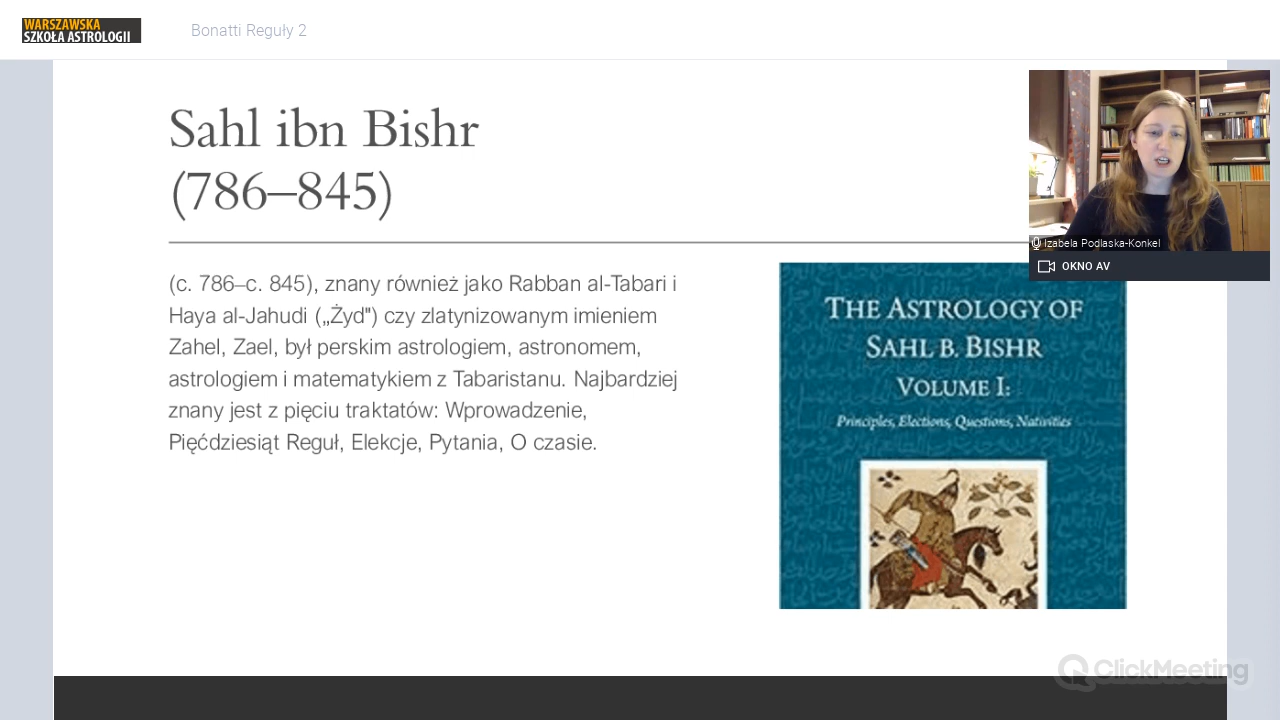 WARSZAWSKA
SZKOŁA ASTROLOGII
Bonatti Reguły 2
Sahl ibn Bishr
(786–845)
(c. 786–c. 845), znany również jako Rabban al-Tabari i
Haya al-Jahudi („Żyd") czy zlatynizowanym imieniem
Zahel, Zael, był perskim astrologiem, astronomem,
astrologiem i matematykiem z Tabaristanu. Najbardziej
znany jest z pięciu traktatów: Wprowadzenie,
Pięćdziesiąt Reguł, Elekcje, Pytania, O czasie.
Izabela Podlaska-Konkel
OKNO AV
THE ASTROLOGY OF
SAHL B. BISHR
VOLUME I:
Principles, Elections, Questions, Nativities
ClickMeeting